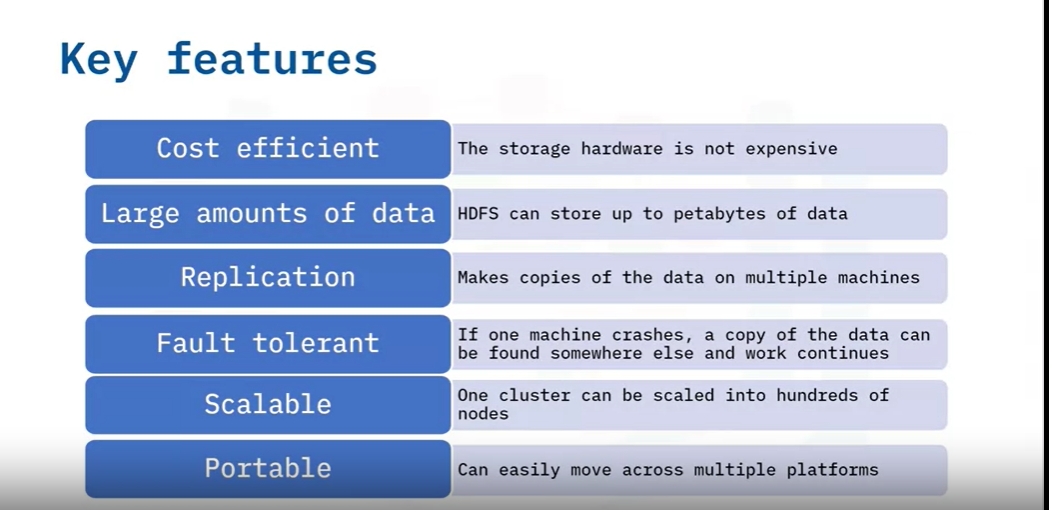 Key features
Cost efficient
The storage hardware is not expensive
Large amounts of data
HDFS can store up to petabytes of data
Replication
Makes copies of the data on multiple machines
Fault tolerant
If one machine crashes, a copy of the data can
be found somewhere else and work continues
Scalable
One cluster can be scaled into hundreds of
nodes
Portable
Can easily move across multiple platforms